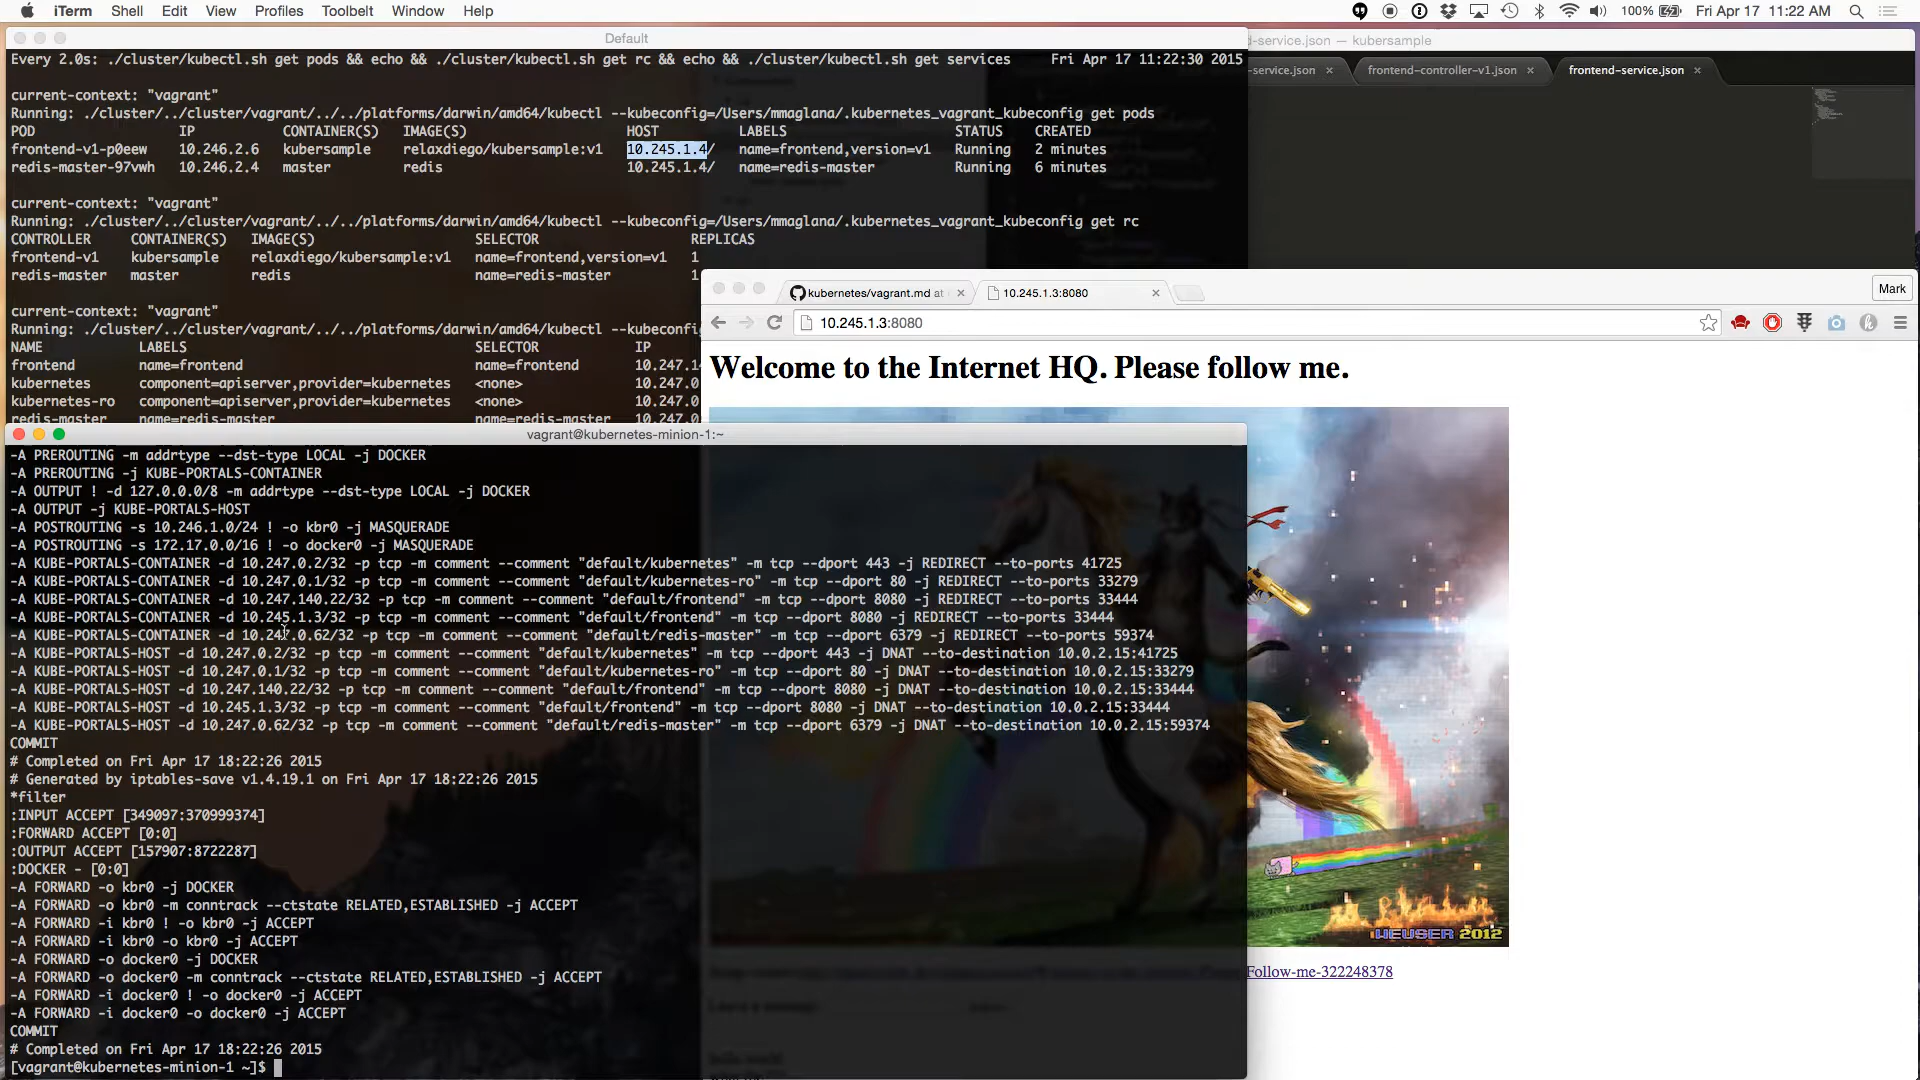 iTerm Shell Edit View Profiles Toolbelt Window Help 100% Fri Apr 17 11:22 AM
Default
-service.json — kubersample
Every 2.0s: ./cluster/kubectl.sh get pods && echo && ./cluster/kubectl.sh get rc && echo && ./cluster/kubectl.sh get services Fri Apr 17 11:22:30 2015
-service.json × frontend-controller-v1.json × frontend-service.json ×
current-context: "vagrant"
Running: ./cluster/../cluster/vagrant/../../platforms/darwin/amd64/kubectl --kubeconfig=/Users/mmaglana/.kubernetes_vagrant_kubeconfig get pods
POD IP CONTAINER(S) IMAGE(S) HOST LABELS STATUS CREATED
frontend-v1-p0eew 10.246.2.6 kubersample relaxdiego/kubersample:v1 10.245.1.4/ name=frontend,version=v1 Running 2 minutes
redis-master-97vwh 10.246.2.4 master redis 10.245.1.4/ name=redis-master Running 6 minutes
current-context: "vagrant"
Running: ./cluster/../cluster/vagrant/../../platforms/darwin/amd64/kubectl --kubeconfig=/Users/mmaglana/.kubernetes_vagrant_kubeconfig get rc
CONTROLLER CONTAINER(S) IMAGE(S) SELECTOR REPLICAS
frontend-v1 kubersample relaxdiego/kubersample:v1 name=frontend,version=v1 1
redis-master master redis name=redis-master 1
current-context: "vagrant"
Running: ./cluster/../cluster/vagrant/../../platforms/darwin/amd64/kubectl --kubeconfig
NAME LABELS SELECTOR IP
frontend name=frontend name=frontend 10.247.1
kubernetes component=apiserver,provider=kubernetes <none> 10.247.0
kubernetes-ro component=apiserver,provider=kubernetes <none> 10.247.0
redis-master name=redis-master name=redis-master 10.247.0
kubernetes/vagrant.md at × 10.245.1.3:8080 × Mark
10.245.1.3:8080
Welcome to the Internet HQ. Please follow me.
HEUSER 2012
Follow-me-322248378
vagrant@kubernetes-minion-1:~
-A PREROUTING -m addrtype --dst-type LOCAL -j DOCKER
-A PREROUTING -j KUBE-PORTALS-CONTAINER
-A OUTPUT ! -d 127.0.0.0/8 -m addrtype --dst-type LOCAL -j DOCKER
-A OUTPUT -j KUBE-PORTALS-HOST
-A POSTROUTING -s 10.246.1.0/24 ! -o kbr0 -j MASQUERADE
-A POSTROUTING -s 172.17.0.0/16 ! -o docker0 -j MASQUERADE
-A KUBE-PORTALS-CONTAINER -d 10.247.0.2/32 -p tcp -m comment --comment "default/kubernetes" -m tcp --dport 443 -j REDIRECT --to-ports 41725
-A KUBE-PORTALS-CONTAINER -d 10.247.0.1/32 -p tcp -m comment --comment "default/kubernetes-ro" -m tcp --dport 80 -j REDIRECT --to-ports 33279
-A KUBE-PORTALS-CONTAINER -d 10.247.140.22/32 -p tcp -m comment --comment "default/frontend" -m tcp --dport 8080 -j REDIRECT --to-ports 33444
-A KUBE-PORTALS-CONTAINER -d 10.245.1.3/32 -p tcp -m comment --comment "default/frontend" -m tcp --dport 8080 -j REDIRECT --to-ports 33444
-A KUBE-PORTALS-CONTAINER -d 10.247.0.62/32 -p tcp -m comment --comment "default/redis-master" -m tcp --dport 6379 -j REDIRECT --to-ports 59374
-A KUBE-PORTALS-HOST -d 10.247.0.2/32 -p tcp -m comment --comment "default/kubernetes" -m tcp --dport 443 -j DNAT --to-destination 10.0.2.15:41725
-A KUBE-PORTALS-HOST -d 10.247.0.1/32 -p tcp -m comment --comment "default/kubernetes-ro" -m tcp --dport 80 -j DNAT --to-destination 10.0.2.15:33279
-A KUBE-PORTALS-HOST -d 10.247.140.22/32 -p tcp -m comment --comment "default/frontend" -m tcp --dport 8080 -j DNAT --to-destination 10.0.2.15:33444
-A KUBE-PORTALS-HOST -d 10.245.1.3/32 -p tcp -m comment --comment "default/frontend" -m tcp --dport 8080 -j DNAT --to-destination 10.0.2.15:33444
-A KUBE-PORTALS-HOST -d 10.247.0.62/32 -p tcp -m comment --comment "default/redis-master" -m tcp --dport 6379 -j DNAT --to-destination 10.0.2.15:59374
COMMIT
# Completed on Fri Apr 17 18:22:26 2015
# Generated by iptables-save v1.4.19.1 on Fri Apr 17 18:22:26 2015
*filter
:INPUT ACCEPT [349097:370999374]
:FORWARD ACCEPT [0:0]
:OUTPUT ACCEPT [157907:8722287]
:DOCKER - [0:0]
-A FORWARD -o kbr0 -j DOCKER
-A FORWARD -o kbr0 -m conntrack --ctstate RELATED,ESTABLISHED -j ACCEPT
-A FORWARD -i kbr0 ! -o kbr0 -j ACCEPT
-A FORWARD -i kbr0 -o kbr0 -j ACCEPT
-A FORWARD -o docker0 -j DOCKER
-A FORWARD -o docker0 -m conntrack --ctstate RELATED,ESTABLISHED -j ACCEPT
-A FORWARD -i docker0 ! -o docker0 -j ACCEPT
-A FORWARD -i docker0 -o docker0 -j ACCEPT
COMMIT
# Completed on Fri Apr 17 18:22:26 2015
[vagrant@kubernetes-minion-1 ~]$